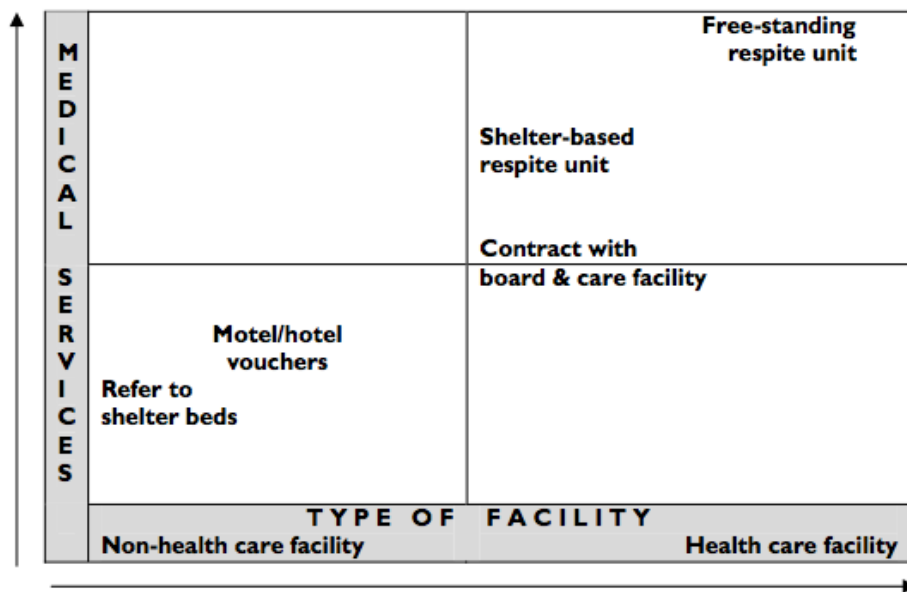 MEDICAL SERVICES
Free-standing
respite unit
Shelter-based
respite unit
Contract with
board & care facility
Motel/hotel
vouchers
Refer to
shelter beds
TYPE OF FACILITY
Non-health care facility
Health care facility